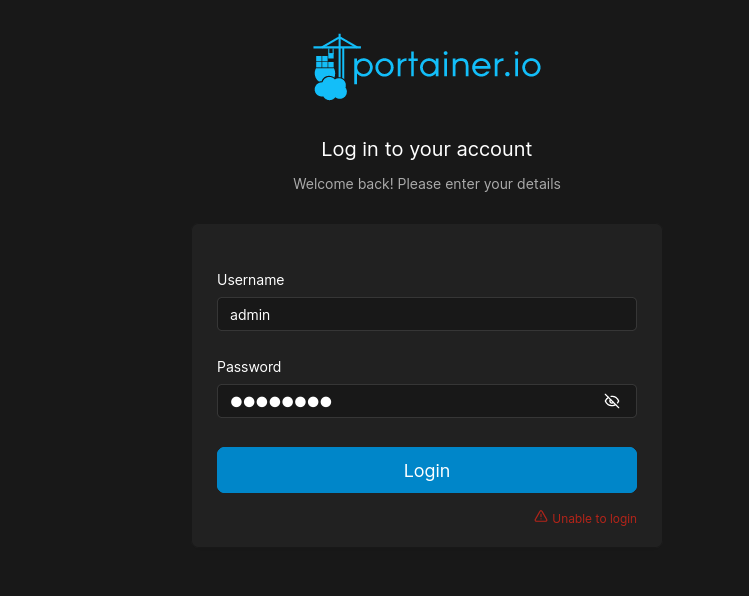 portainer.io
Log in to your account
Welcome back! Please enter your details
Username
admin
Password
●●●●●●●●
Login
Unable to login